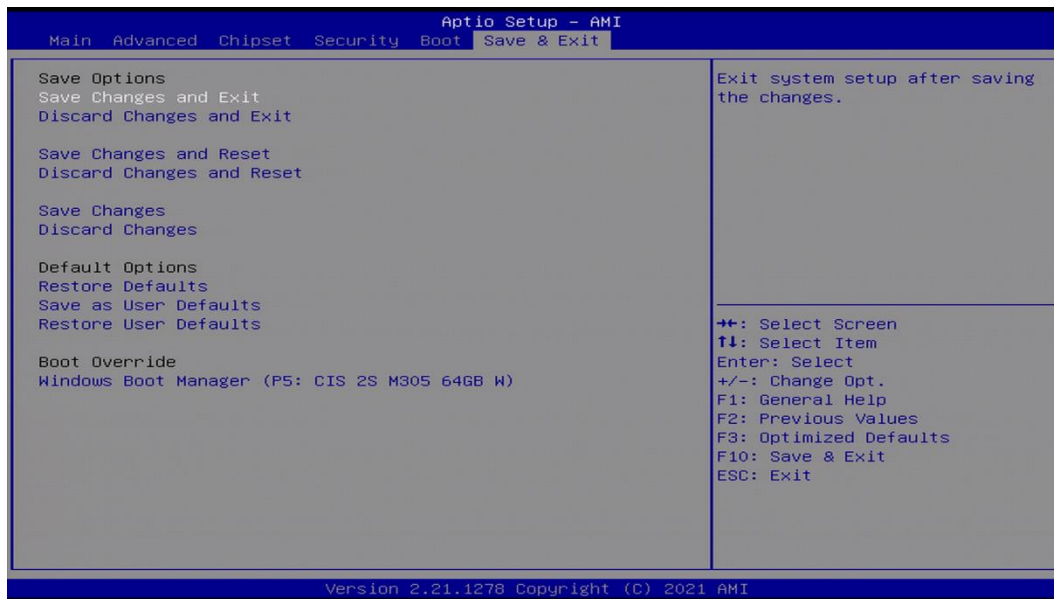 Aptio Setup – AMI
Main Advanced Chipset Security Boot Save & Exit
Save Options
Save Changes and Exit
Discard Changes and Exit
Save Changes and Reset
Discard Changes and Reset
Save Changes
Discard Changes
Default Options
Restore Defaults
Save as User Defaults
Restore User Defaults
Boot Override
Windows Boot Manager (P5: CIS 2S M305 64GB W)
Exit system setup after saving
the changes.
→←: Select Screen
↑↓: Select Item
Enter: Select
+/-: Change Opt.
F1: General Help
F2: Previous Values
F3: Optimized Defaults
F10: Save & Exit
ESC: Exit
Version 2.21.1278 Copyright (C) 2021 AMI